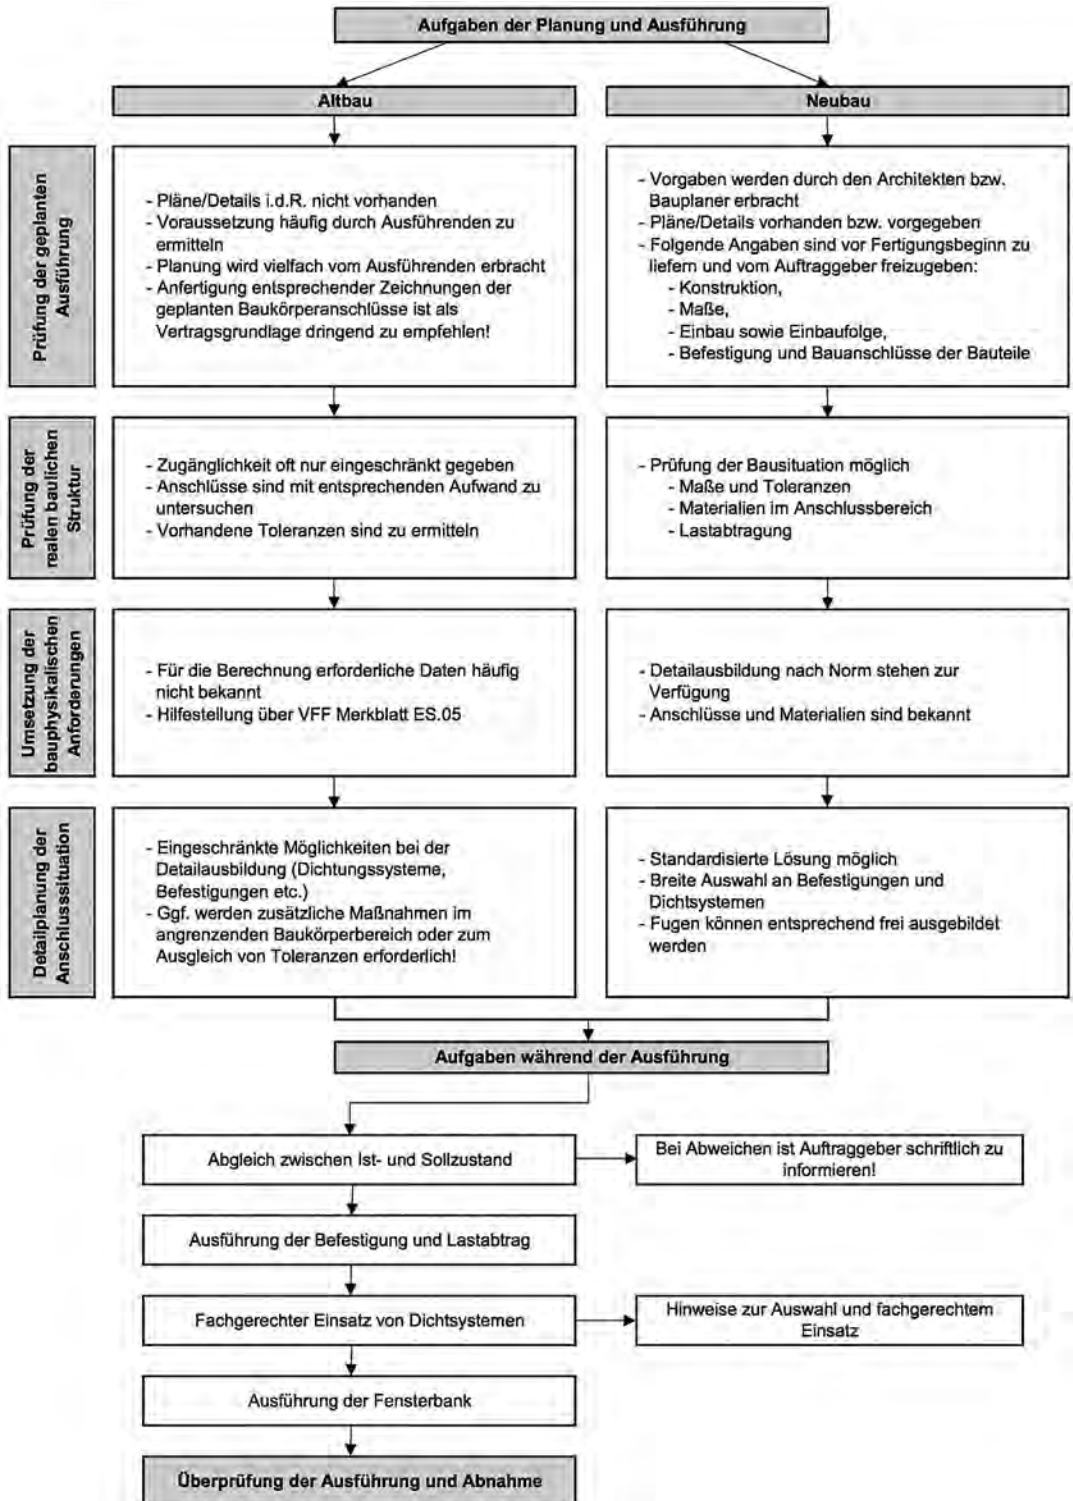 Aufgaben der Planung und Ausführung
Altbau
Neubau
Prüfung der geplanten
Ausführung
- Pläne/Details i.d.R. nicht vorhanden
- Voraussetzung häufig durch Ausführenden zu
ermitteln
- Planung wird vielfach vom Ausführenden erbracht
- Anfertigung entsprechender Zeichnungen der
geplanten Baukörperanschlüsse ist als
Vertragsgrundlage dringend zu empfehlen!
- Vorgaben werden durch den Architekten bzw.
Bauplaner erbracht
- Pläne/Details vorhanden bzw. vorgegeben
- Folgende Angaben sind vor Fertigungsbeginn zu
liefern und vom Auftraggeber freizugeben:
- Konstruktion,
- Maße,
- Einbau sowie Einbaufolge,
- Befestigung und Bauanschlüsse der Bauteile
Prüfung der
realen baulichen
Struktur
- Zugänglichkeit oft nur eingeschränkt gegeben
- Anschlüsse sind mit entsprechenden Aufwand zu
untersuchen
- Vorhandene Toleranzen sind zu ermitteln
- Prüfung der Bausituation möglich
- Maße und Toleranzen
- Materialien im Anschlussbereich
- Lastabtragung
Umsetzung der
bauphysikalischen
Anforderungen
- Für die Berechnung erforderliche Daten häufig
nicht bekannt
- Hilfestellung über VFF Merkblatt ES.05
- Detailausbildung nach Norm stehen zur
Verfügung
- Anschlüsse und Materialien sind bekannt
Detailplanung der
Anschlusssituation
- Eingeschränkte Möglichkeiten bei der
Detailausbildung (Dichtungssysteme,
Befestigungen etc.)
- Ggf. werden zusätzliche Maßnahmen im
angrenzenden Baukörperbereich oder zum
Ausgleich von Toleranzen erforderlich!
- Standardisierte Lösung möglich
- Breite Auswahl an Befestigungen und
Dichtsystemen
- Fugen können entsprechend frei ausgebildet
werden
Aufgaben während der Ausführung
Abgleich zwischen Ist- und Sollzustand
Bei Abweichen ist Auftraggeber schriftlich zu
informieren!
Ausführung der Befestigung und Lastabtrag
Fachgerechter Einsatz von Dichtsystemen
Hinweise zur Auswahl und fachgerechtem
Einsatz
Ausführung der Fensterbank
Überprüfung der Ausführung und Abnahme